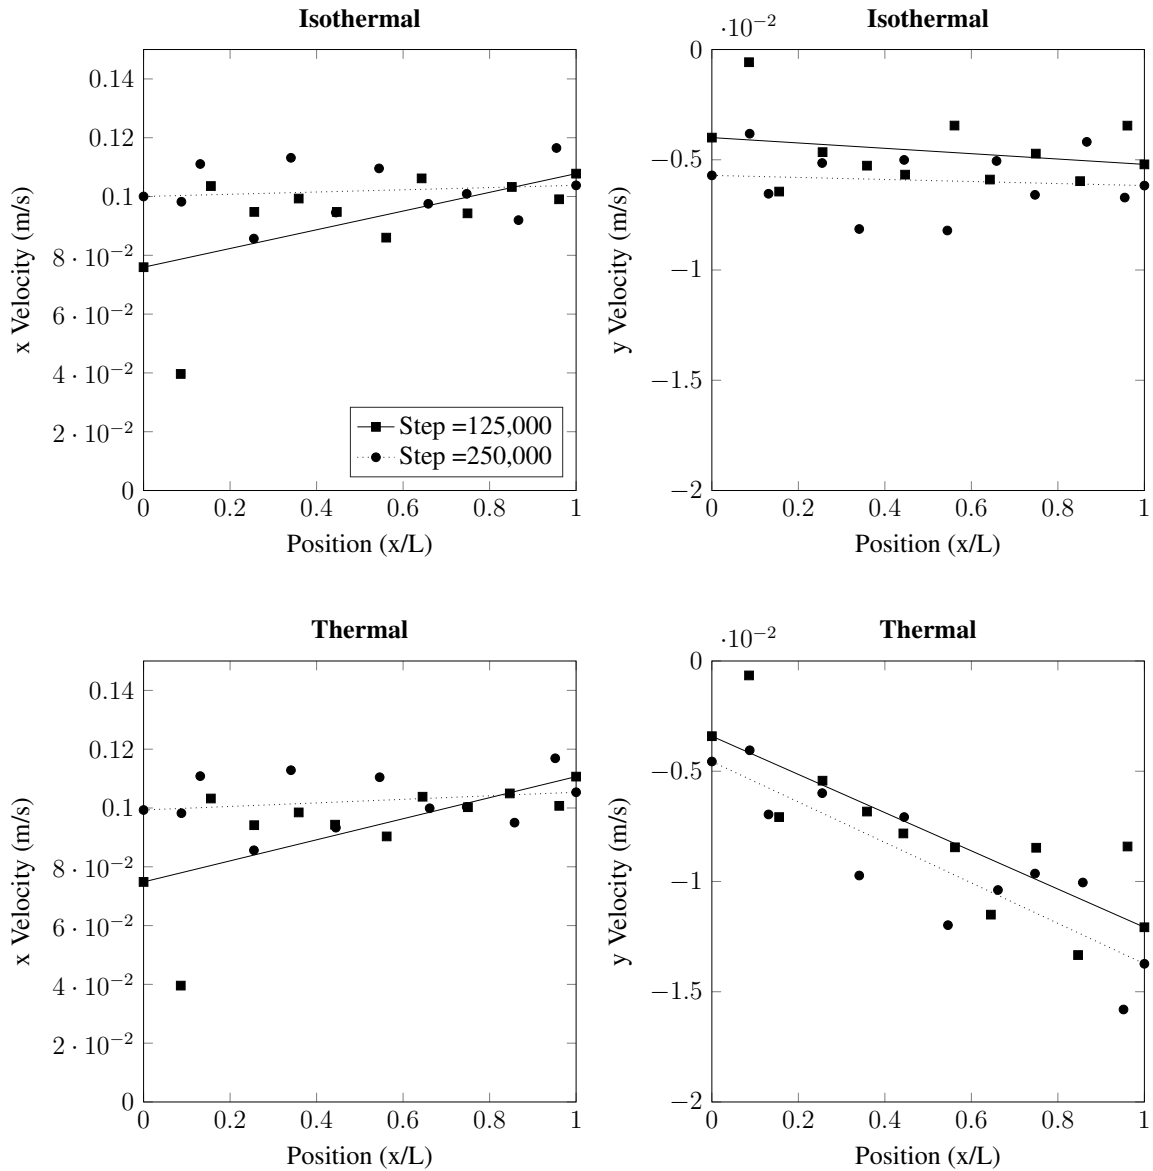 Isothermal
0.14
0.12
0.1
8 · 10⁻²
6 · 10⁻²
4 · 10⁻²
2 · 10⁻²
0
x Velocity (m/s)
Step =125,000
Step =250,000
0 0.2 0.4 0.6 0.8 1
Position (x/L)
Isothermal
·10⁻²
0
−0.5
−1
−1.5
−2
y Velocity (m/s)
0 0.2 0.4 0.6 0.8 1
Position (x/L)
Thermal
0.14
0.12
0.1
8 · 10⁻²
6 · 10⁻²
4 · 10⁻²
2 · 10⁻²
0
x Velocity (m/s)
0 0.2 0.4 0.6 0.8 1
Position (x/L)
Thermal
·10⁻²
0
−0.5
−1
−1.5
−2
y Velocity (m/s)
0 0.2 0.4 0.6 0.8 1
Position (x/L)